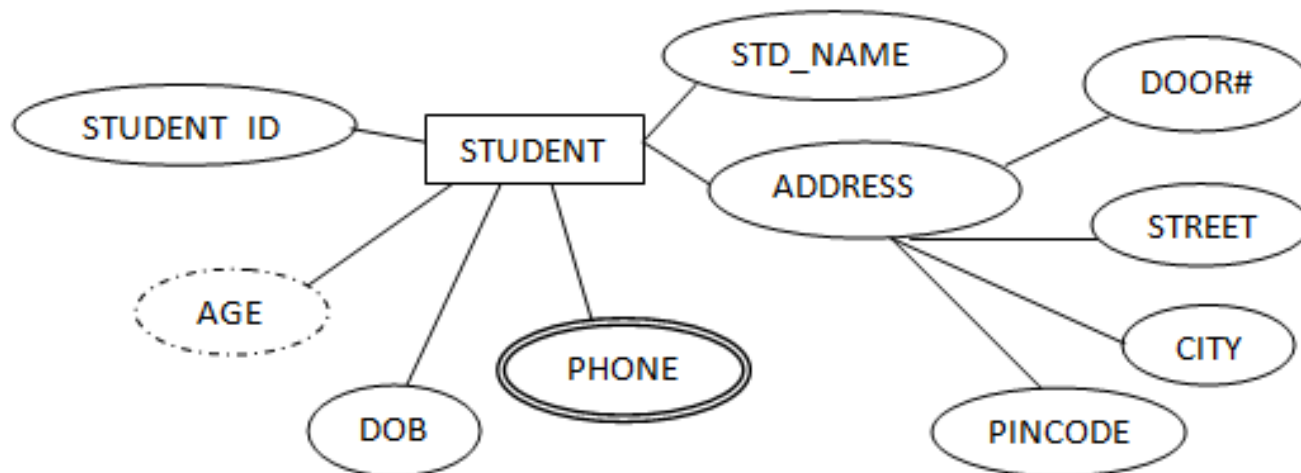 STD_NAME
DOOR#
STUDENT ID
STUDENT
ADDRESS
STREET
AGE
PHONE
CITY
DOB
PINCODE